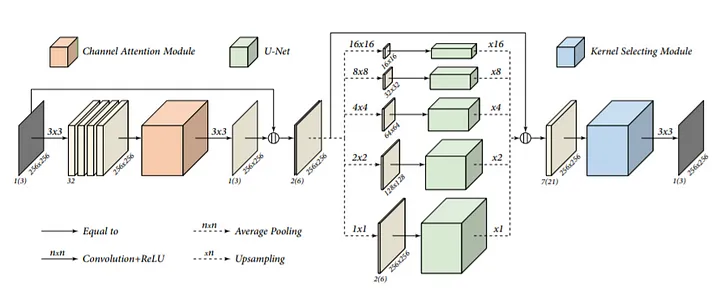 Channel Attention Module
U-Net
Kernel Selecting Module
3x3
3x3
3x3
1(3)
256x256
32
256x256
1(3)
256x256
2(6)
256x256
16x16
16x16
x16
8x8
32x32
x8
4x4
64x64
x4
2x2
128x128
x2
1x1
256x256
x1
2(6)
7(21)
256x256
1(3)
256x256
Equal to
nxn
Average Pooling
nxn
Convolution+ReLU
xn
Upsampling